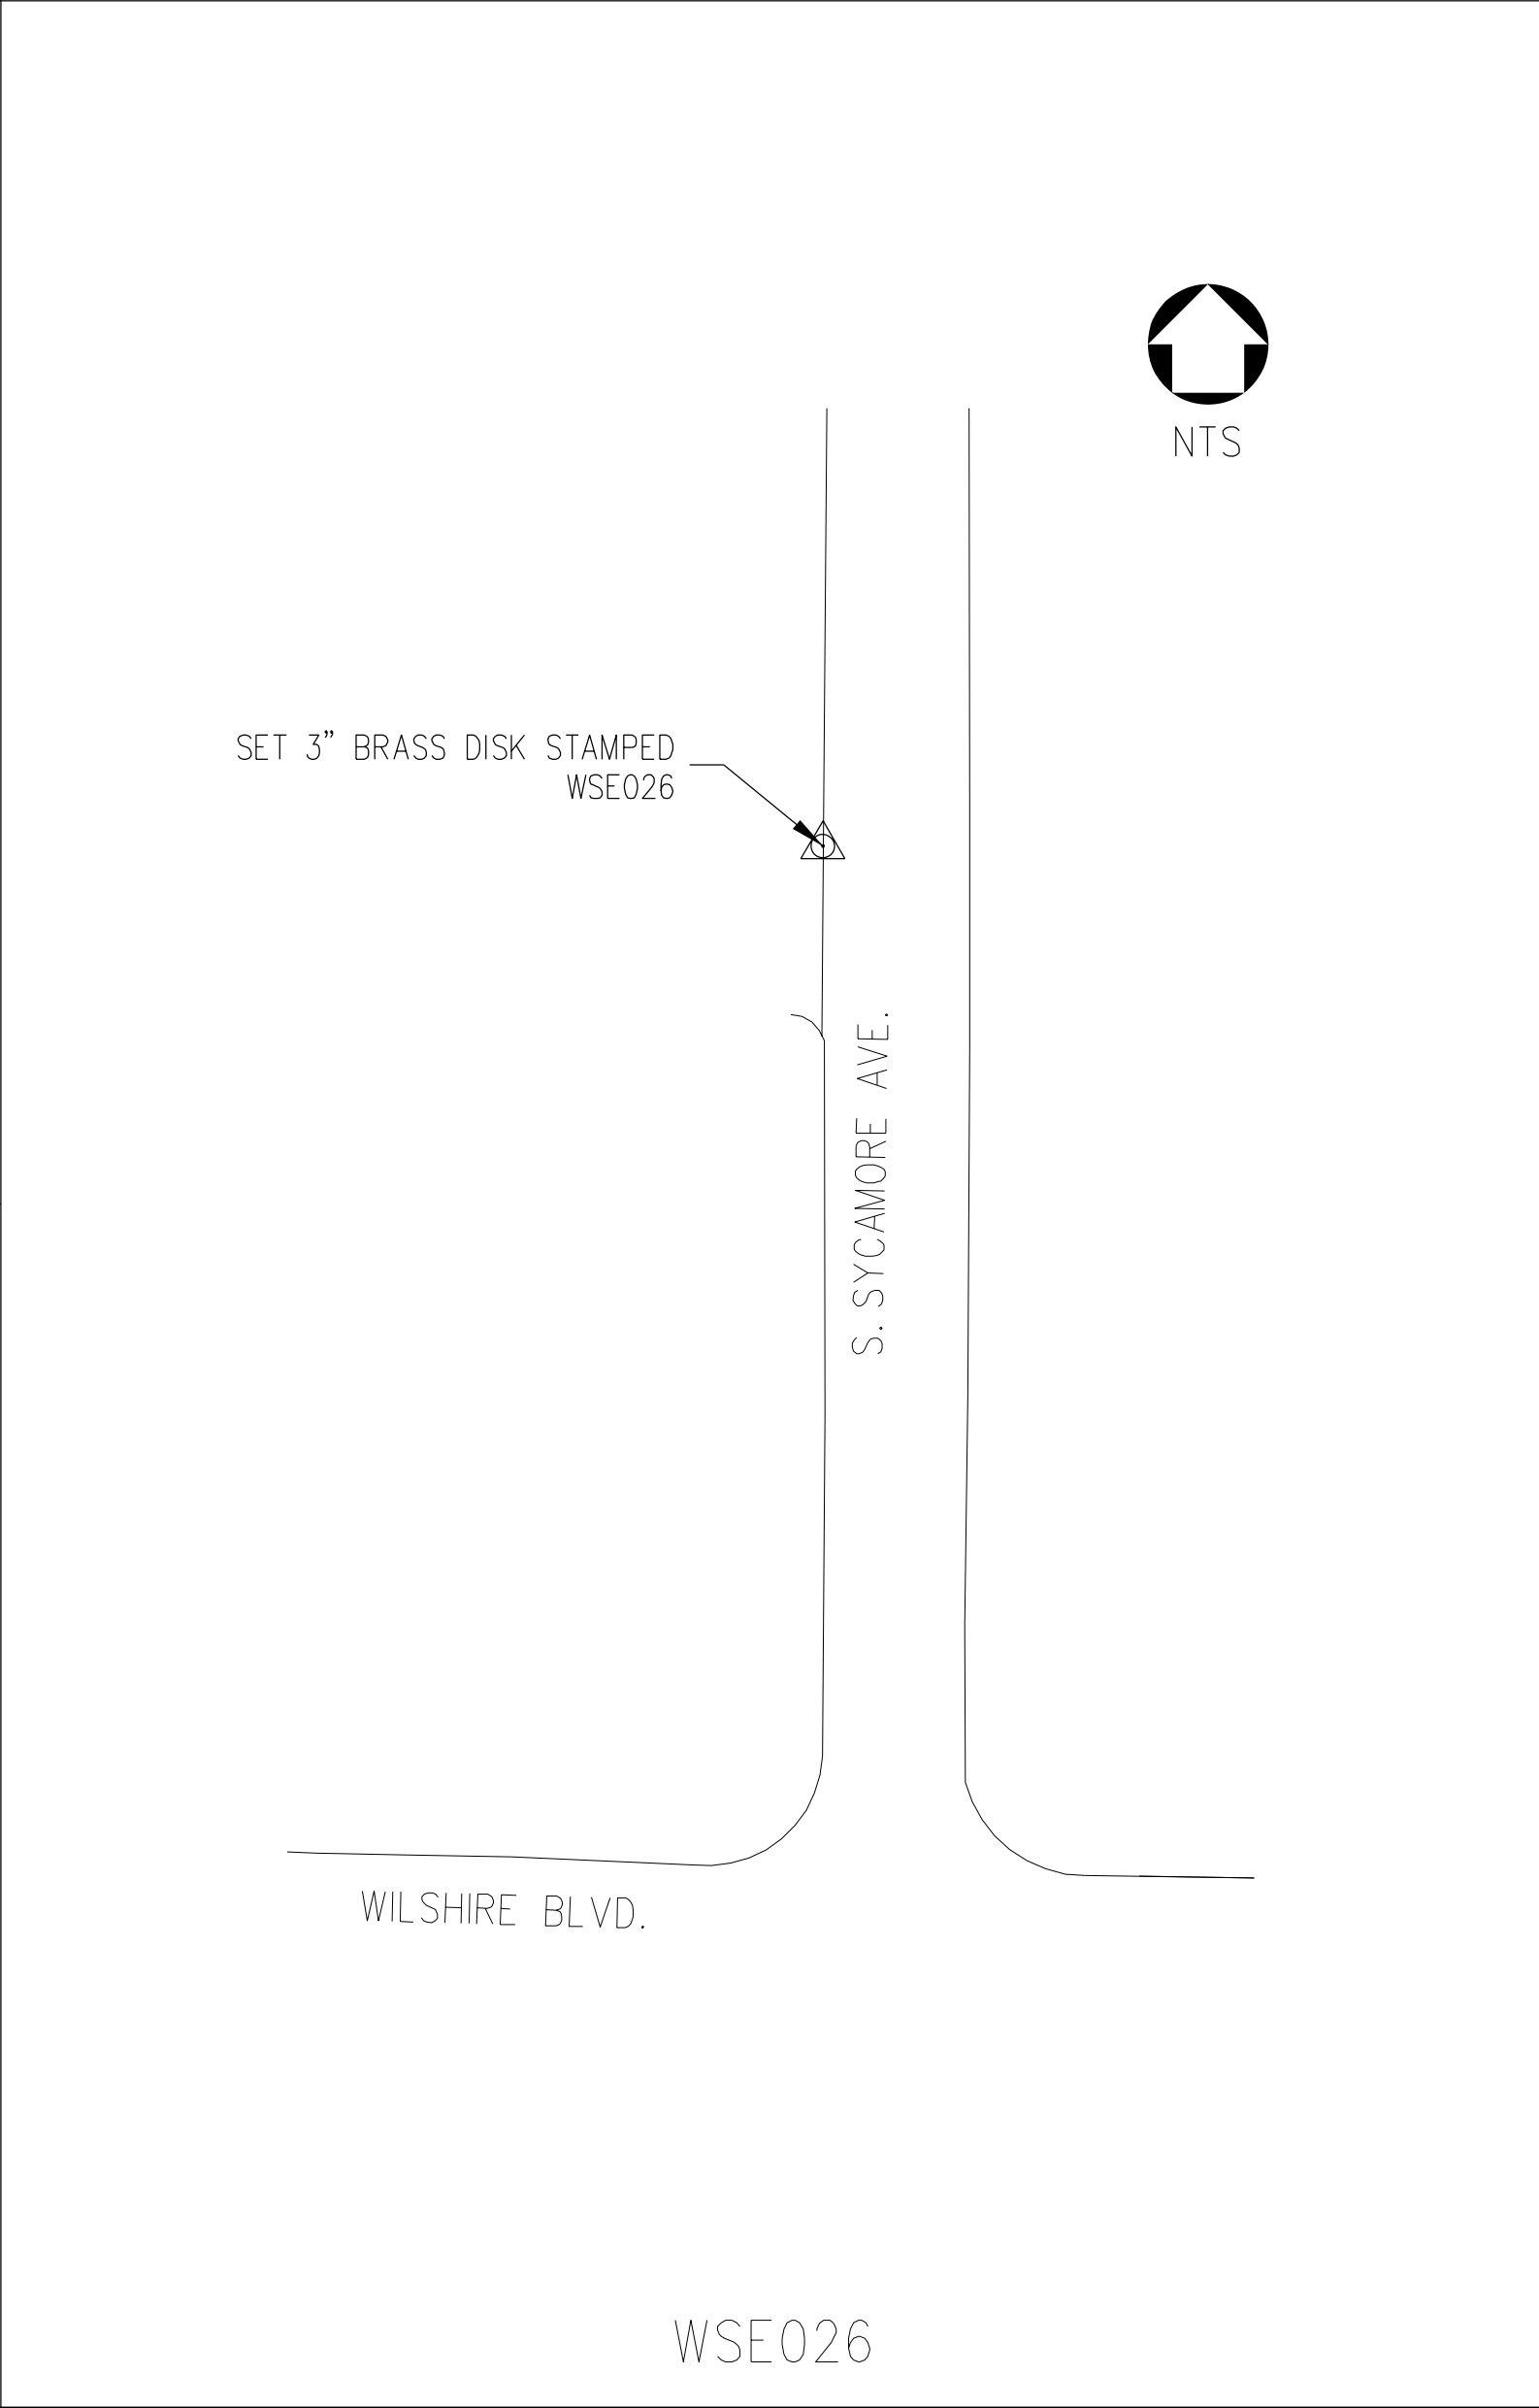 NTS
SET 3" BRASS DISK STAMPED
WSE026
S. SYCAMORE AVE.
WILSHIRE BLVD.
WSE026